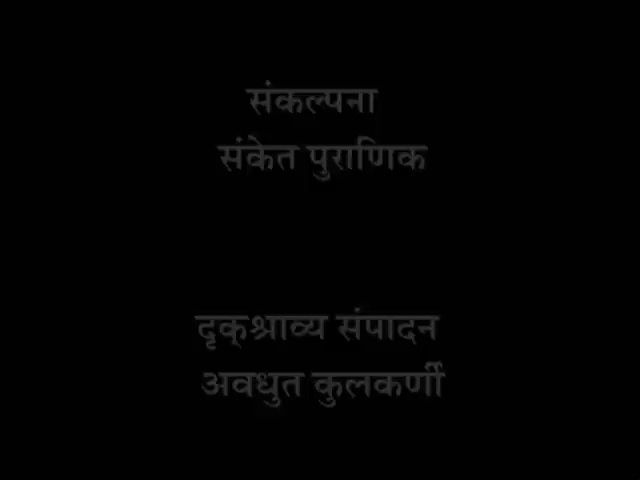 संकल्पना
संकेत पुराणिक
दृक्‌श्राव्य संपादन
अवधुत कुलकर्णी